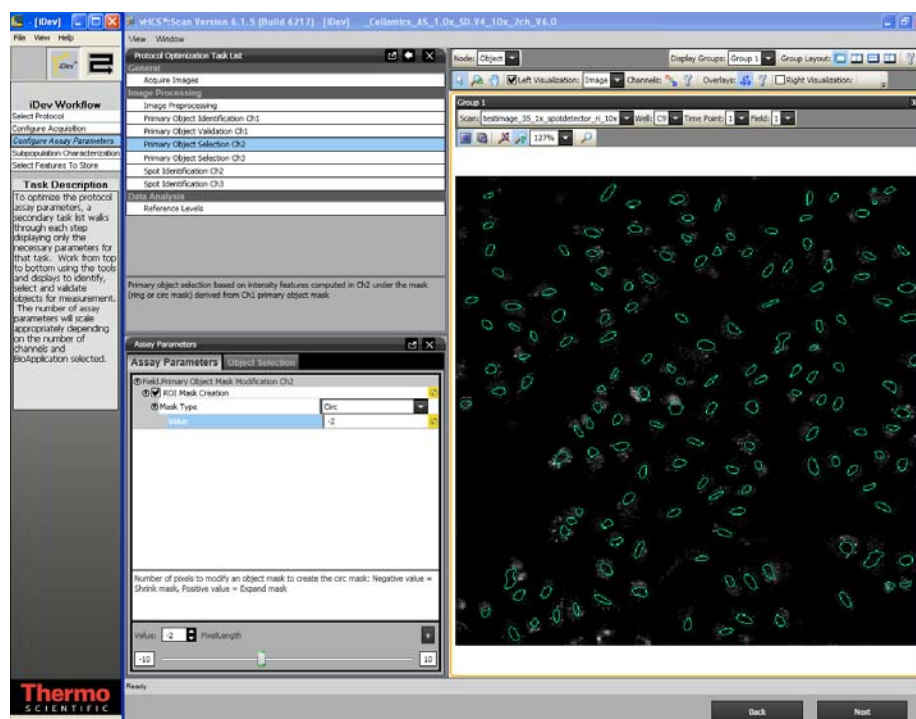 - [iDev]
File View Help
iDev
iDev Workflow
Select Protocol
Configure Acquisition
Configure Assay Parameters
Subpopulation Characterization
Select Features To Store
Task Description
To optimize the protocol
assay parameters, a
secondary task list walks
through each step
displaying only the
necessary parameters for
that task. Work from top
to bottom using the tools
and displays to identify,
select and validate
objects for measurement.
The number of assay
parameters will scale
appropriately depending
on the number of
channels and
BioApplication selected.
Thermo
SCIENTIFIC
vHCS™:Scan Version 6.1.5 (Build 6217) - [iDev] _Cellomics_AS_1.0x_SD.V4_10x_2ch_V6.0
View Window
Protocol Optimization Task List
General
Acquire Images
Image Processing
Image Preprocessing
Primary Object Identification Ch1
Primary Object Validation Ch1
Primary Object Selection Ch2
Primary Object Selection Ch3
Spot Identification Ch2
Spot Identification Ch3
Data Analysis
Reference Levels
Primary object selection based on intensity features computed in Ch2 under the mask
(ring or circ mask) derived from Ch1 primary object mask
Assay Parameters
Assay Parameters Object Selection
Field.Primary Object Mask Modification Ch2
ROI Mask Creation
Mask Type Circ
Value -2
Number of pixels to modify an object mask to create the circ mask: Negative value =
Shrink mask, Positive value = Expand mask
Value: -2 PixelLength +
-10 10
Ready
Node: Object Display Groups: Group 1 Group Layout:
Left Visualization: Image Channels: Overlays: Right Visualization:
Group 1
Scan: testimage_35_1x_spotdetector_ri_10x Well: C9 Time Point: 1 Field: 1
127%
Back Next